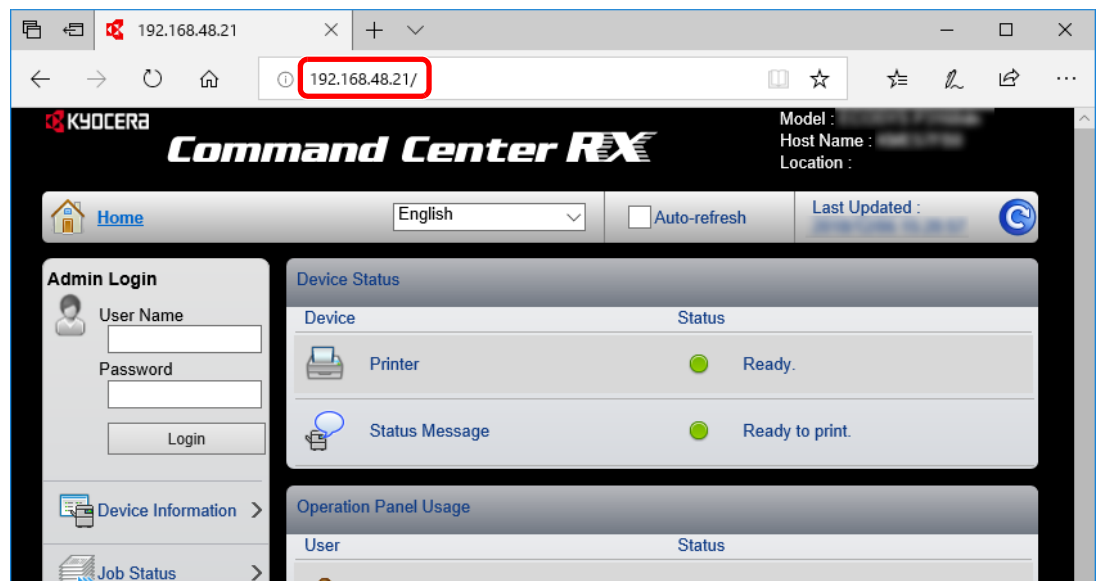 192.168.48.21
192.168.48.21/
KYOCERA
Command Center RX
Model :
Host Name :
Location :
Home
English
Auto-refresh
Last Updated :
Admin Login
User Name
Password
Login
Device Information
Job Status
Device Status
Device Status
Printer Ready.
Status Message Ready to print.
Operation Panel Usage
User Status